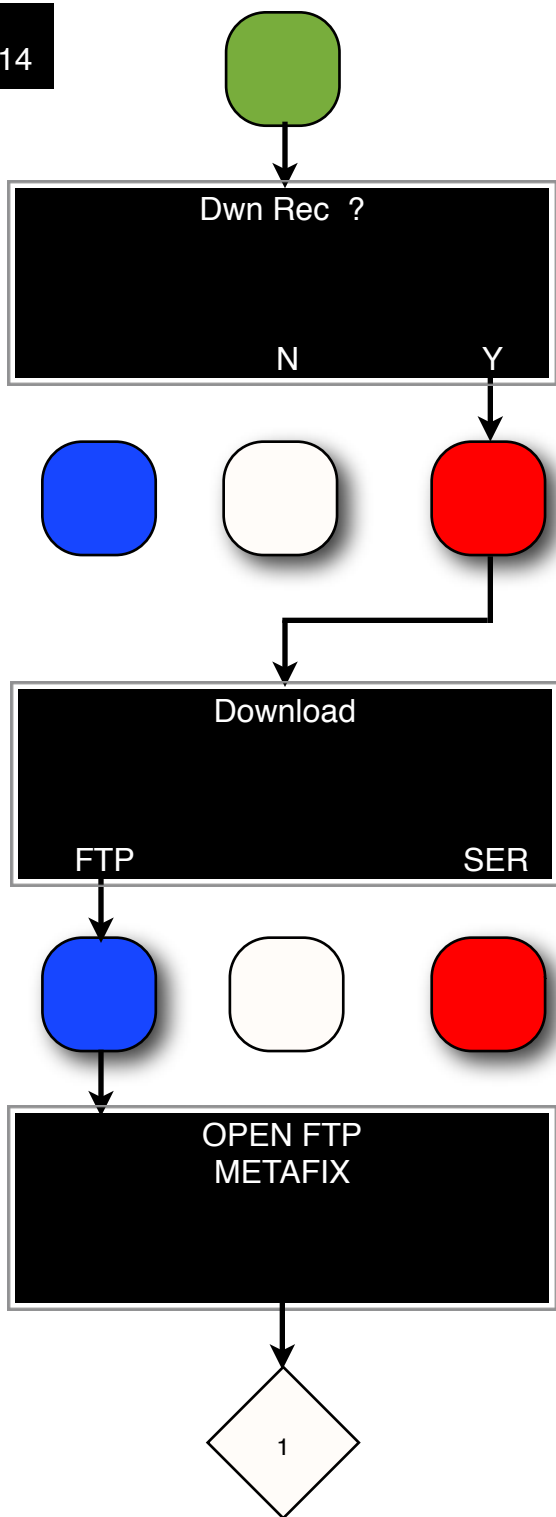 14
Dwn Rec ?
N Y
Download
FTP SER
OPEN FTP
METAFIX
1